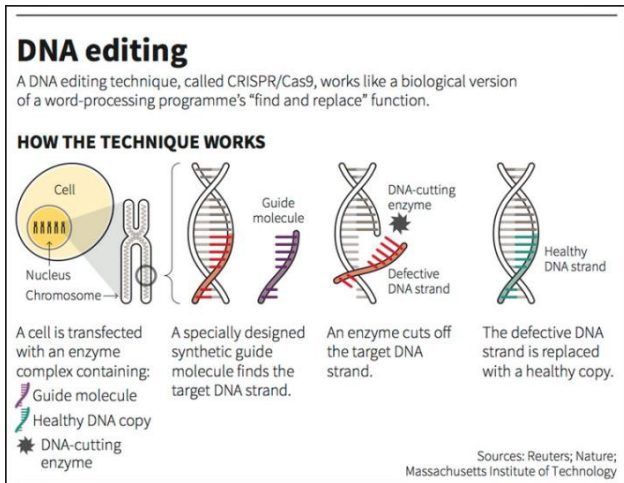 DNA editing
A DNA editing technique, called CRISPR/Cas9, works like a biological version
of a word-processing programme's “find and replace” function.
HOW THE TECHNIQUE WORKS
Cell
Nucleus
Chromosome
Guide
molecule
DNA-cutting
enzyme
Defective
DNA strand
Healthy
DNA strand
A cell is transfected
with an enzyme
complex containing:
Guide molecule
Healthy DNA copy
DNA-cutting
enzyme
A specially designed
synthetic guide
molecule finds the
target DNA strand.
An enzyme cuts off
the target DNA
strand.
The defective DNA
strand is replaced
with a healthy copy.
Sources: Reuters; Nature;
Massachusetts Institute of Technology